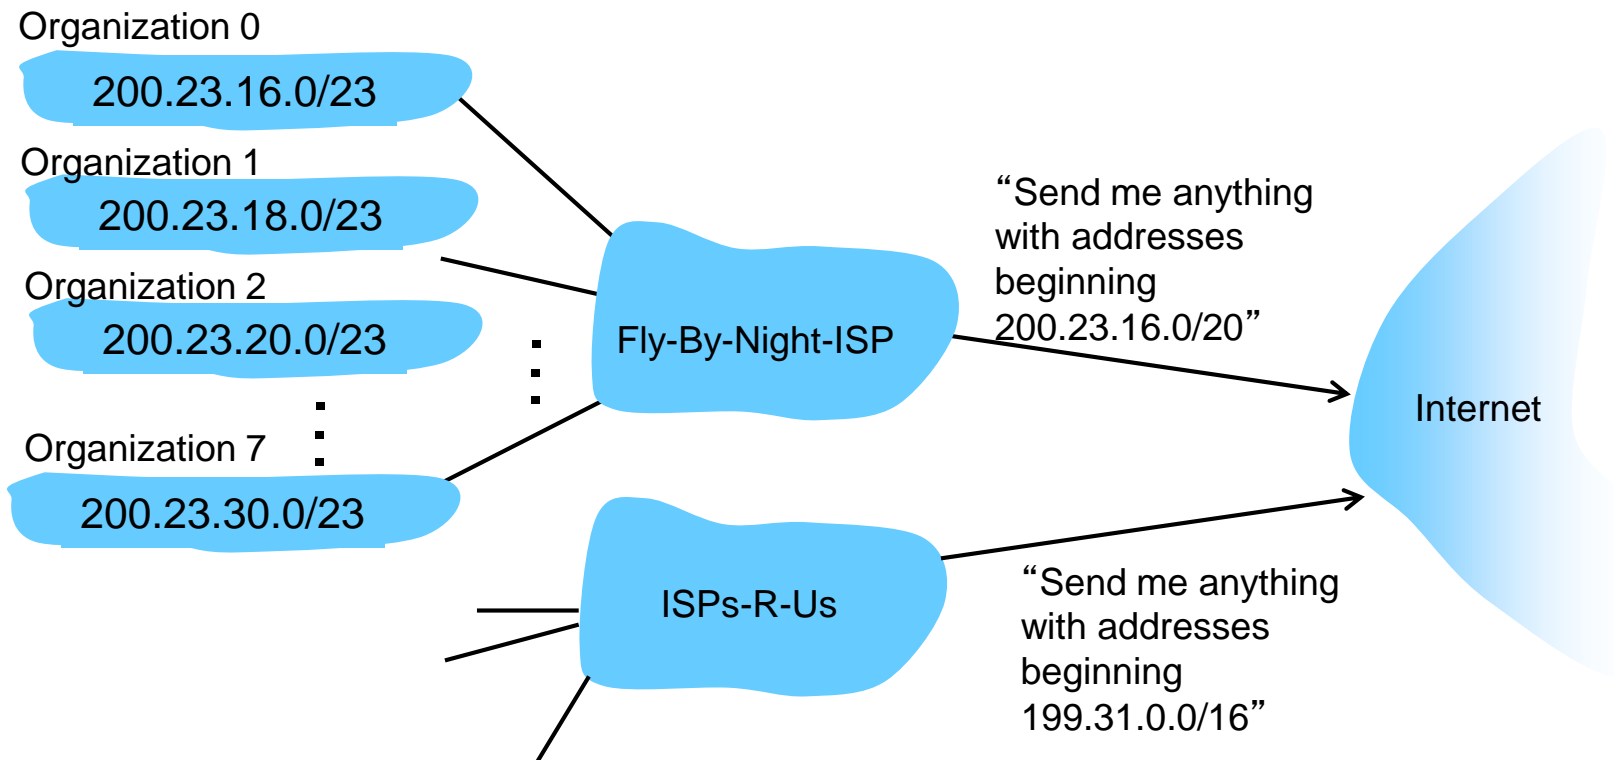 Organization 0
200.23.16.0/23
Organization 1
200.23.18.0/23
Organization 2
200.23.20.0/23
Organization 7
200.23.30.0/23
Fly-By-Night-ISP
“Send me anything
with addresses
beginning
200.23.16.0/20”
Internet
ISPs-R-Us
“Send me anything
with addresses
beginning
199.31.0.0/16”